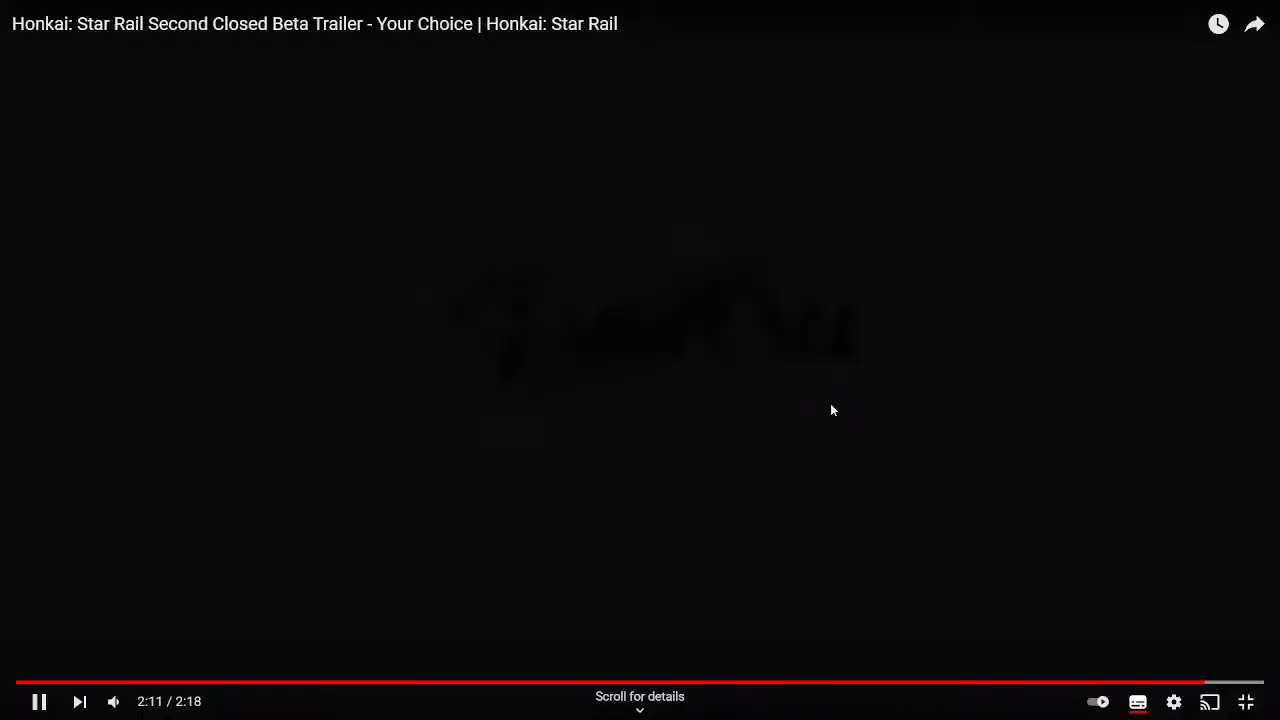 Honkai: Star Rail Second Closed Beta Trailer - Your Choice | Honkai: Star Rail
2:11 / 2:18
Scroll for details